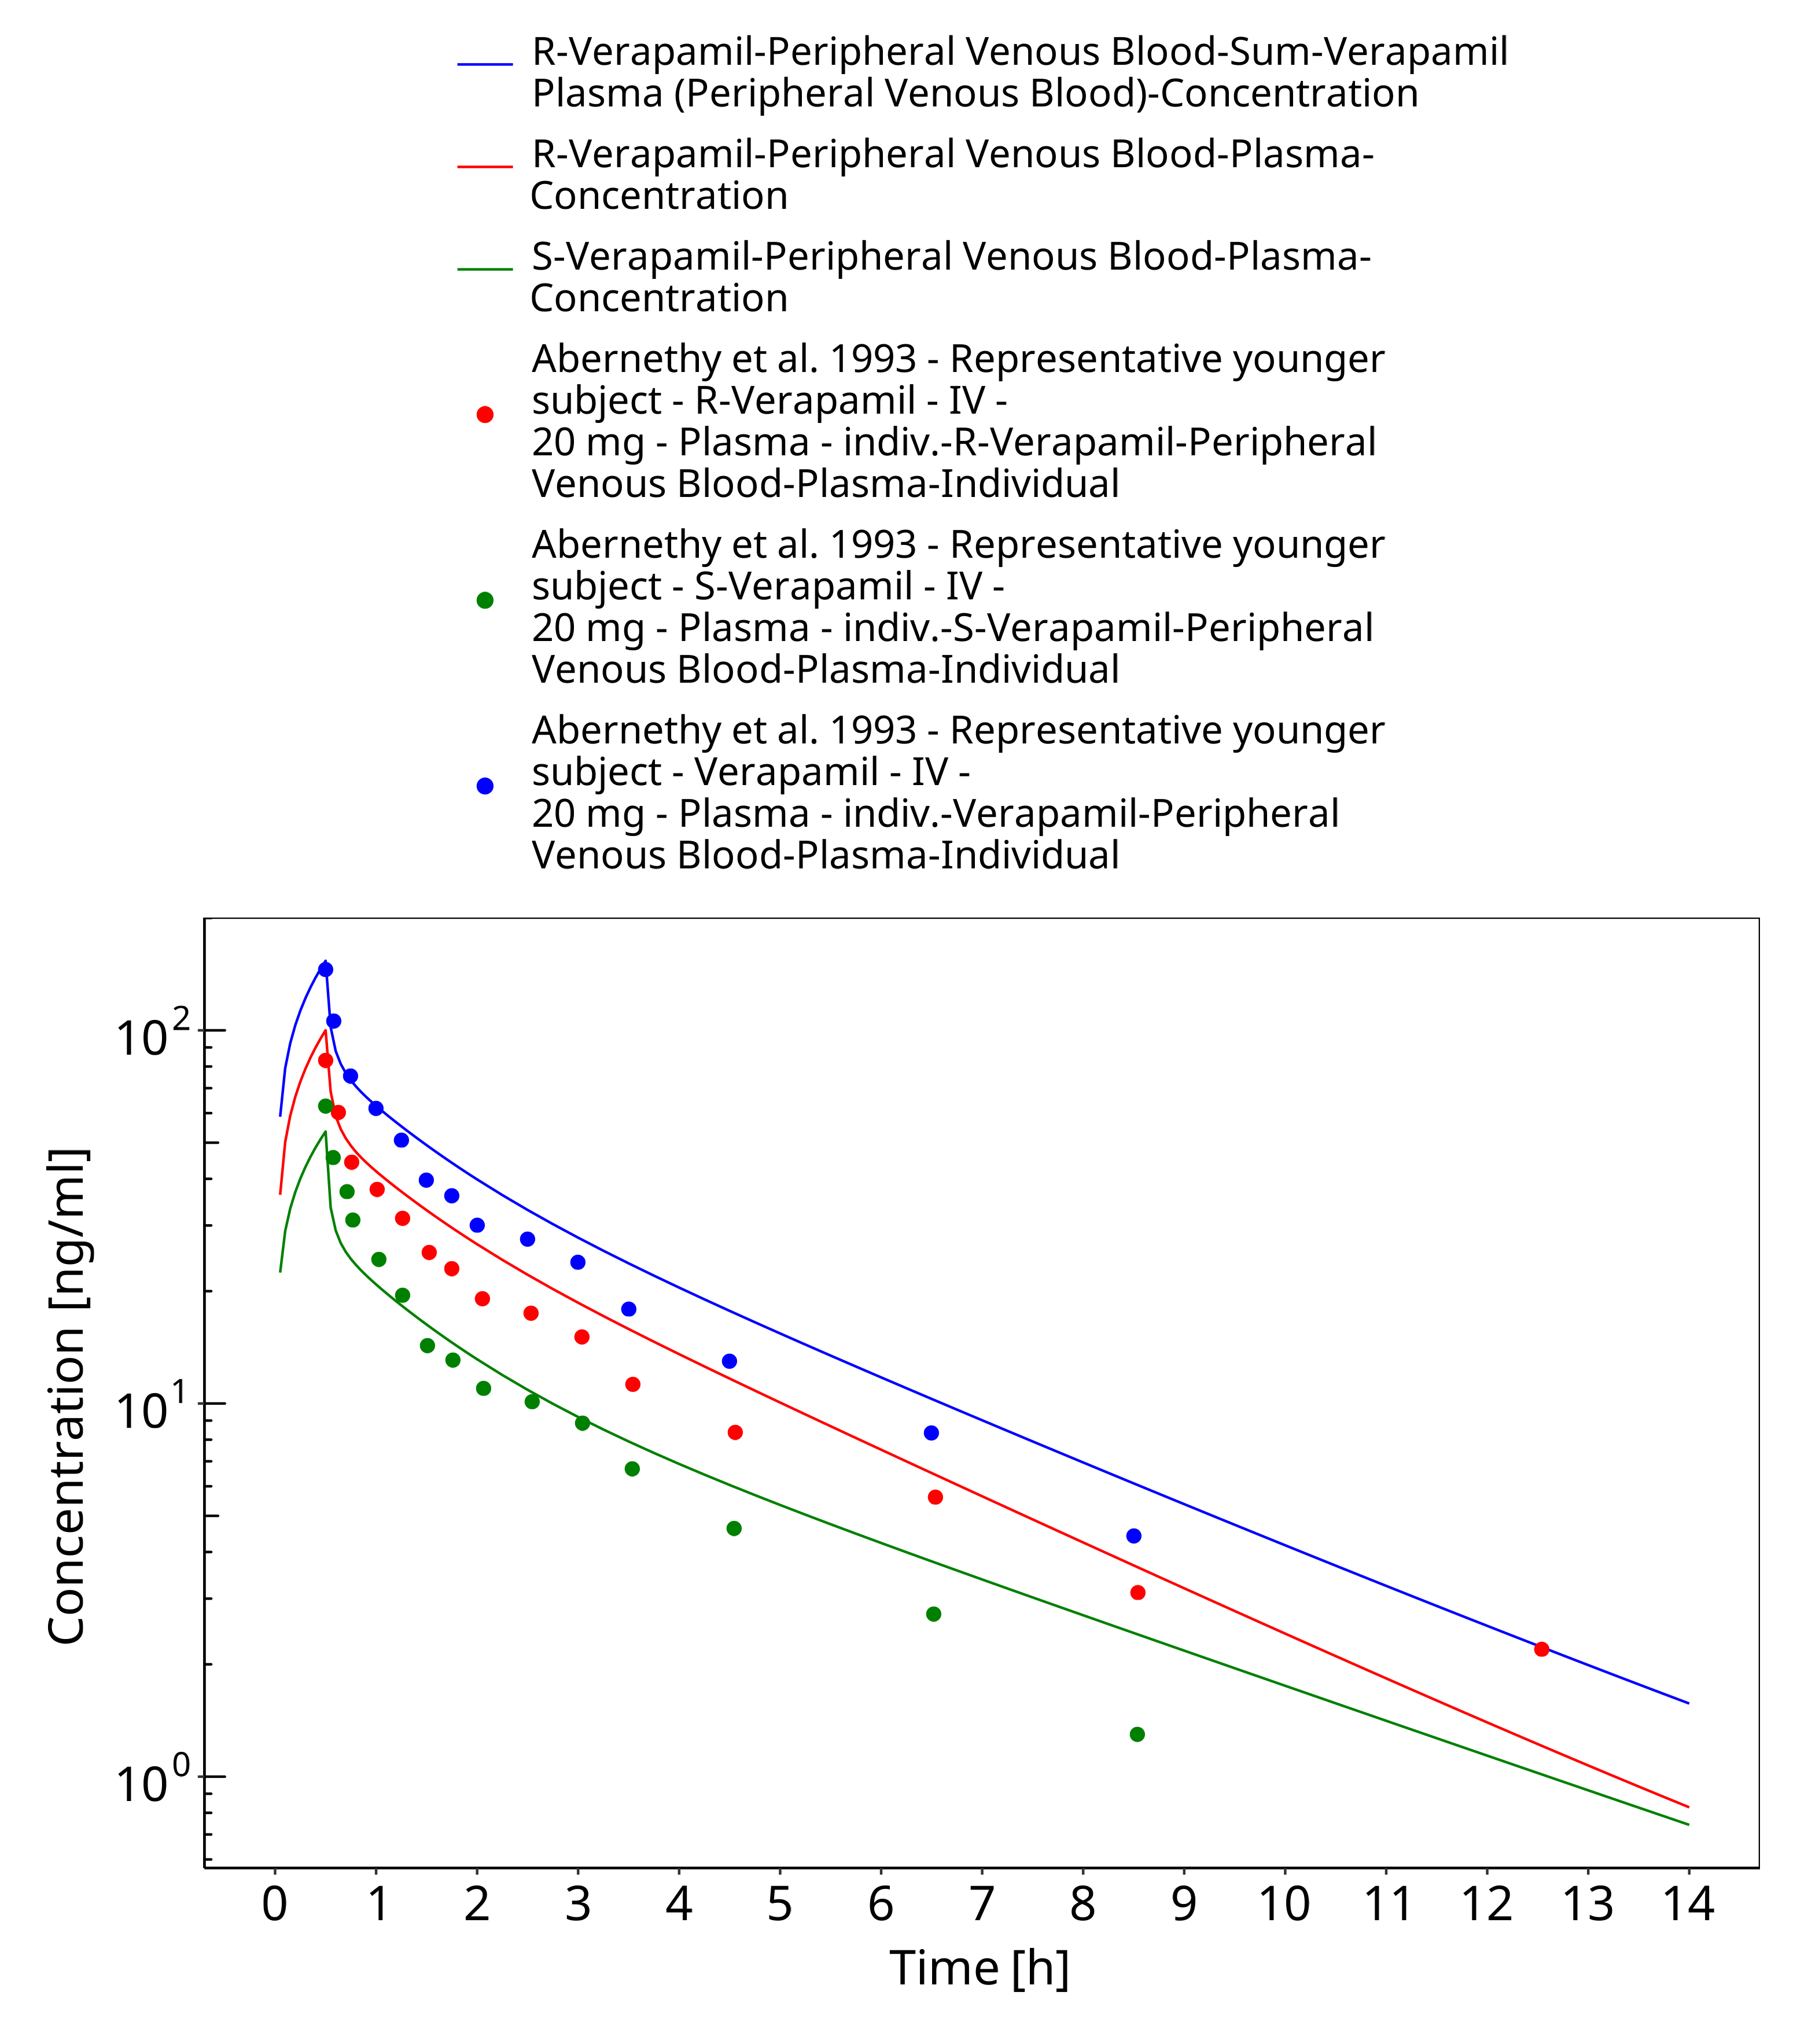 R-Verapamil-Peripheral Venous Blood-Sum-Verapamil
Plasma (Peripheral Venous Blood)-Concentration
R-Verapamil-Peripheral Venous Blood-Plasma-
Concentration
S-Verapamil-Peripheral Venous Blood-Plasma-
Concentration
Abernethy et al. 1993 - Representative younger
subject - R-Verapamil - IV -
20 mg - Plasma - indiv.-R-Verapamil-Peripheral
Venous Blood-Plasma-Individual
Abernethy et al. 1993 - Representative younger
subject - S-Verapamil - IV -
20 mg - Plasma - indiv.-S-Verapamil-Peripheral
Venous Blood-Plasma-Individual
Abernethy et al. 1993 - Representative younger
subject - Verapamil - IV -
20 mg - Plasma - indiv.-Verapamil-Peripheral
Venous Blood-Plasma-Individual
Concentration [ng/ml]
10²
10¹
10⁰
0 1 2 3 4 5 6 7 8 9 10 11 12 13 14
Time [h]